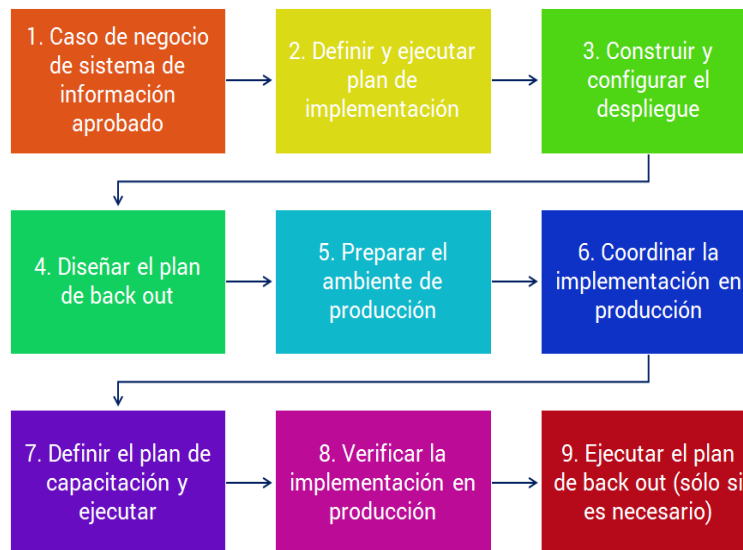 1. Caso de negocio
de sistema de
información
aprobado
2. Definir y ejecutar
plan de
implementación
3. Construir y
configurar el
despliegue
4. Diseñar el plan
de back out
5. Preparar el
ambiente de
producción
6. Coordinar la
implementación en
producción
7. Definir el plan de
capacitación y
ejecutar
8. Verificar la
implementación en
producción
9. Ejecutar el plan
de back out (sólo si
es necesario)